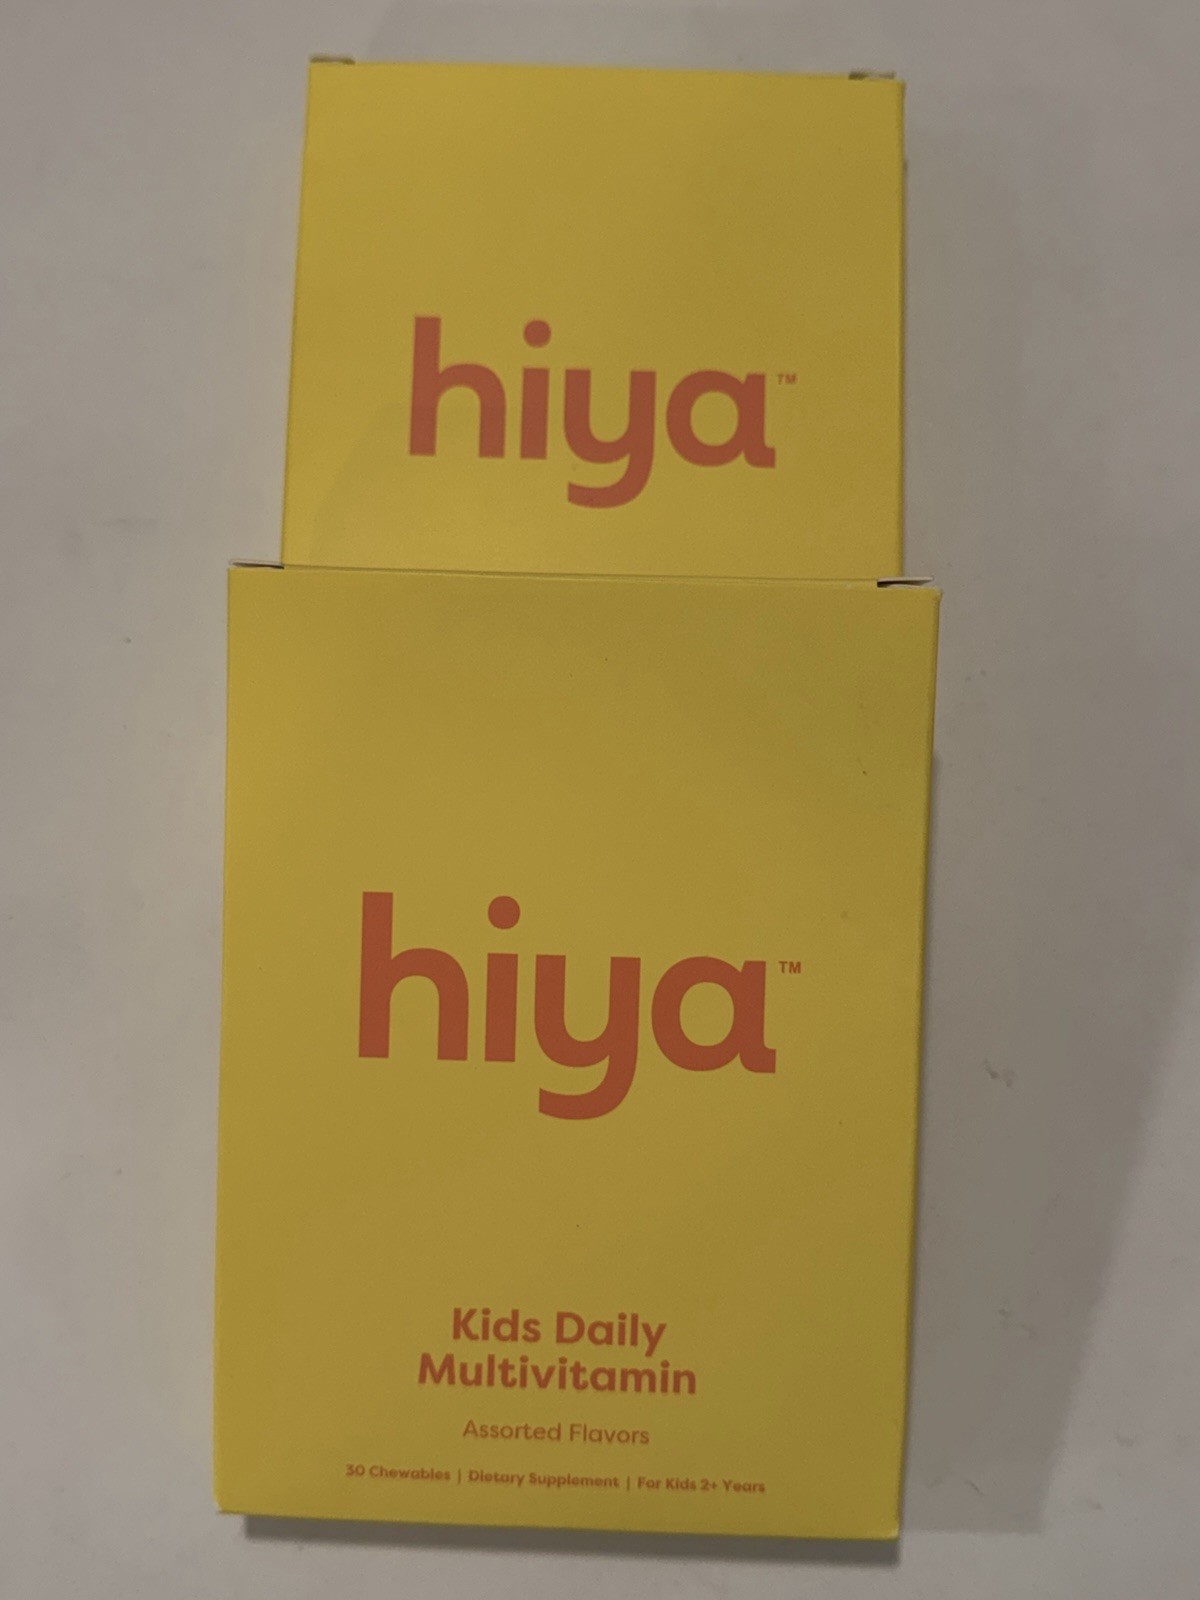 hiya™
hiya™
Kids Daily
Multivitamin
Assorted Flavors
30 Chewables | Dietary Supplement | For Kids 2+ Years